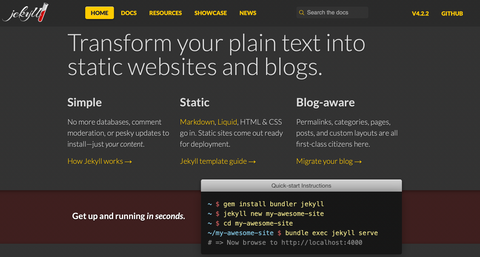 jekyll
HOME DOCS RESOURCES SHOWCASE NEWS Search the docs V4.2.2 GITHUB
Transform your plain text into
static websites and blogs.
Simple
No more databases, comment
moderation, or pesky updates to
install—just your content.
How Jekyll works →
Static
Markdown, Liquid, HTML & CSS
go in. Static sites come out ready
for deployment.
Jekyll template guide →
Blog-aware
Permalinks, categories, pages,
posts, and custom layouts are all
first-class citizens here.
Migrate your blog →
Get up and running in seconds.
Quick-start Instructions
~ $ gem install bundler jekyll
~ $ jekyll new my-awesome-site
~ $ cd my-awesome-site
~/my-awesome-site $ bundle exec jekyll serve
# => Now browse to http://localhost:4000